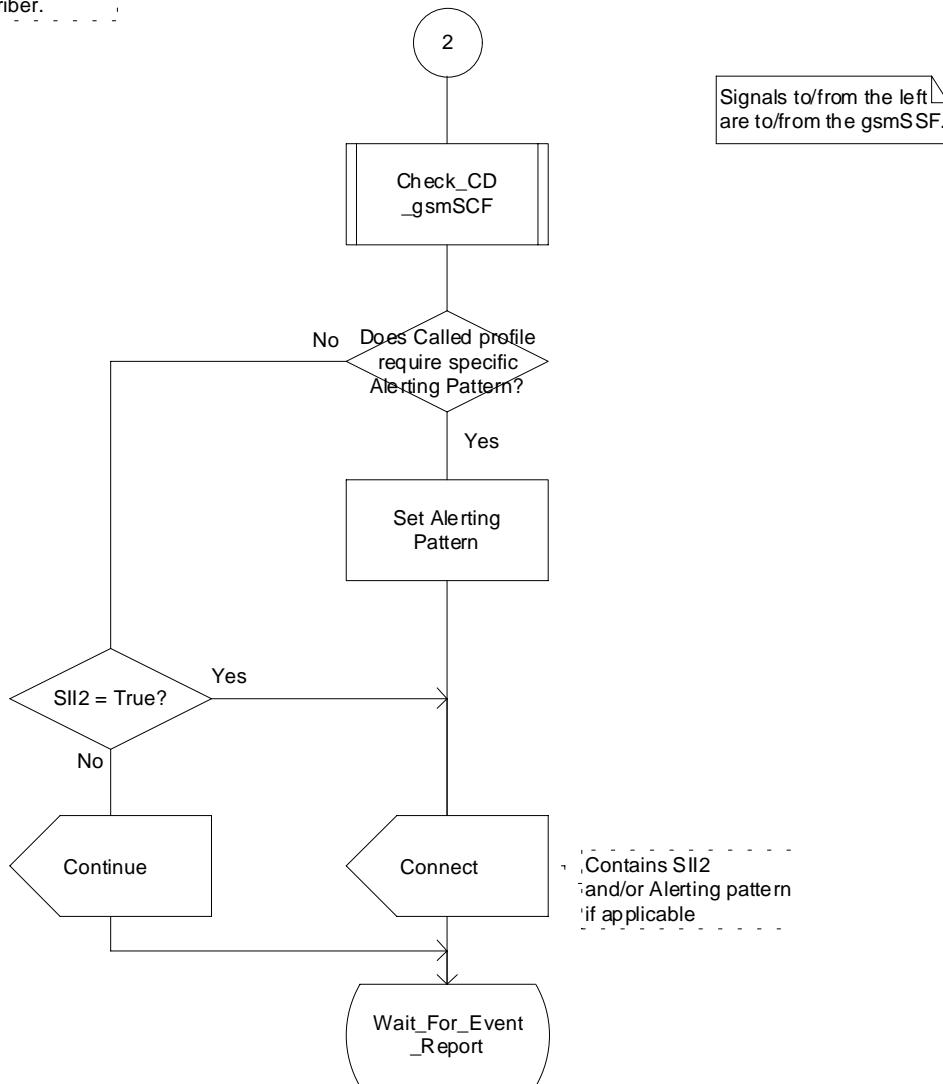 riber.
2
Signals to/from the left
are to/from the gsmSSF.
Check_CD
_gsmSCF
No
Does Called profile
require specific
Alerting Pattern?
Yes
Set Alerting
Pattern
SII2 = True?
Yes
No
Continue
Connect
Contains SII2
and/or Alerting pattern
if applicable
Wait_For_Event
_Report